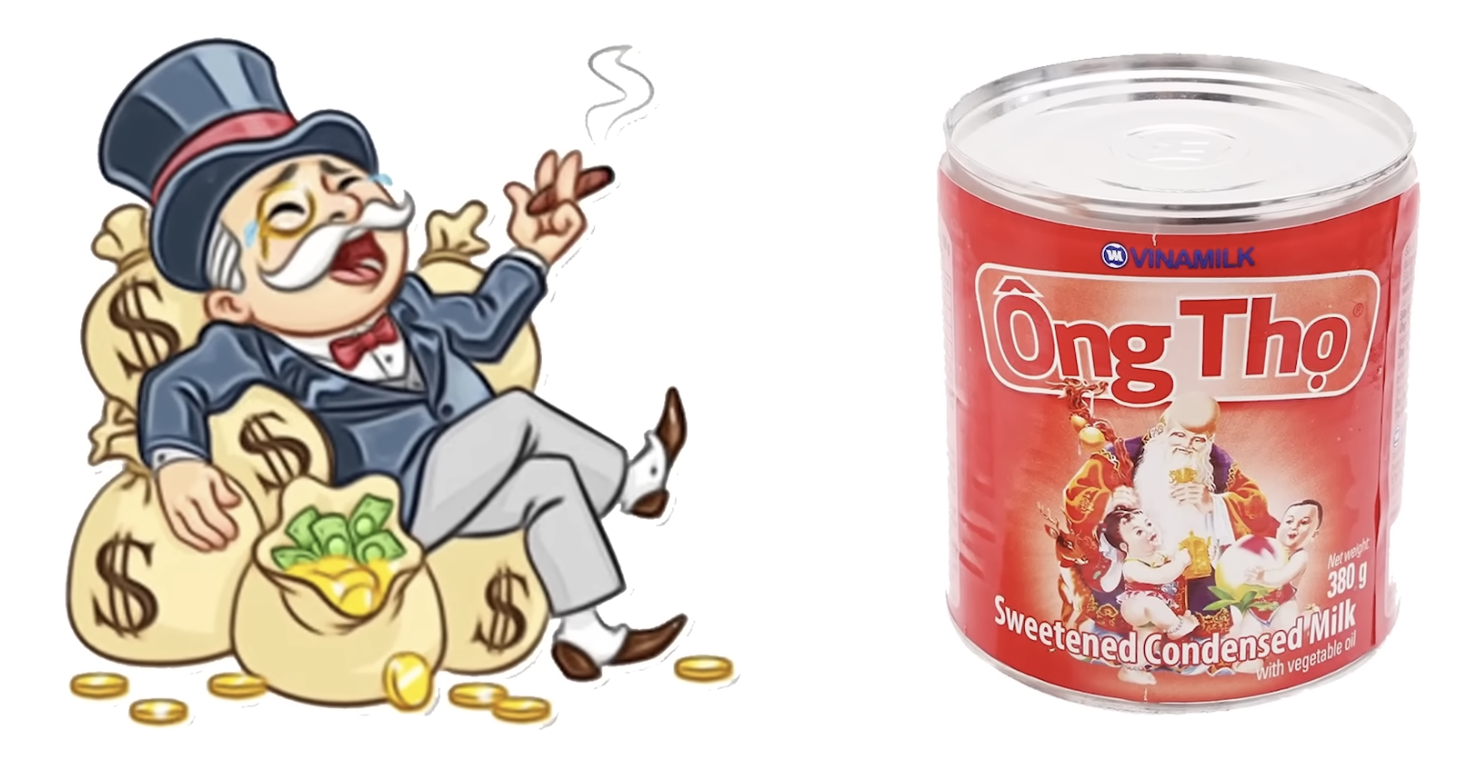 $
$
$
$
VINAMILK
Ông Thọ
Net weight:
380 g
Sweetened Condensed Milk
with vegetable oil